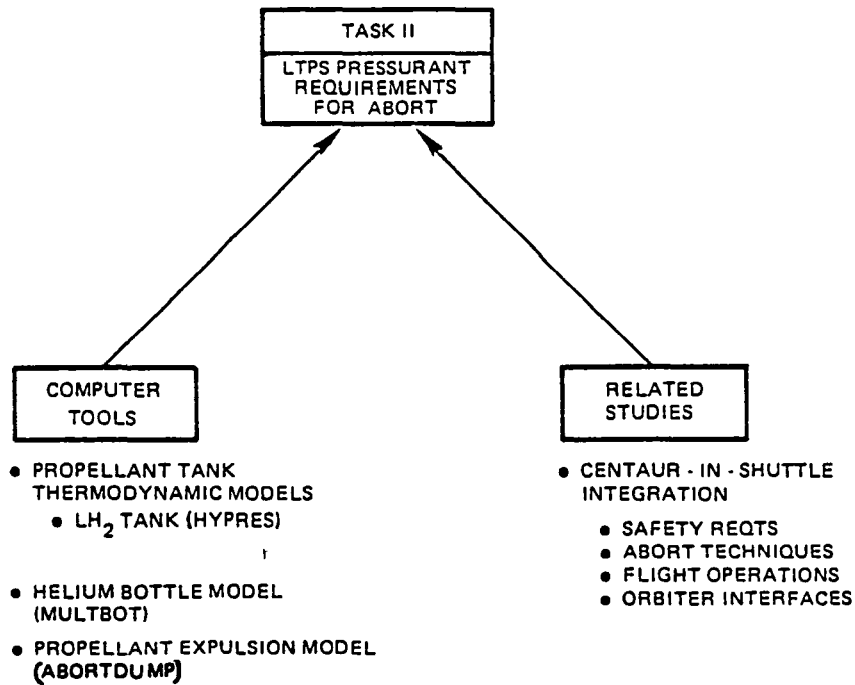 TASK II
LTPS PRESSURANT
REQUIREMENTS
FOR ABORT
COMPUTER
TOOLS
• PROPELLANT TANK
THERMODYNAMIC MODELS
• LH2 TANK (HYPRES)
• HELIUM BOTTLE MODEL
(MULTBOT)
• PROPELLANT EXPULSION MODEL
(ABORTDUMP)
RELATED
STUDIES
• CENTAUR - IN - SHUTTLE
INTEGRATION
• SAFETY REQTS
• ABORT TECHNIQUES
• FLIGHT OPERATIONS
• ORBITER INTERFACES